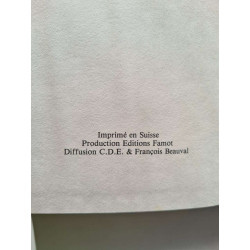 Imprimé en Suisse
Production Editions Famot
Diffusion C.D.E. & François Beauval